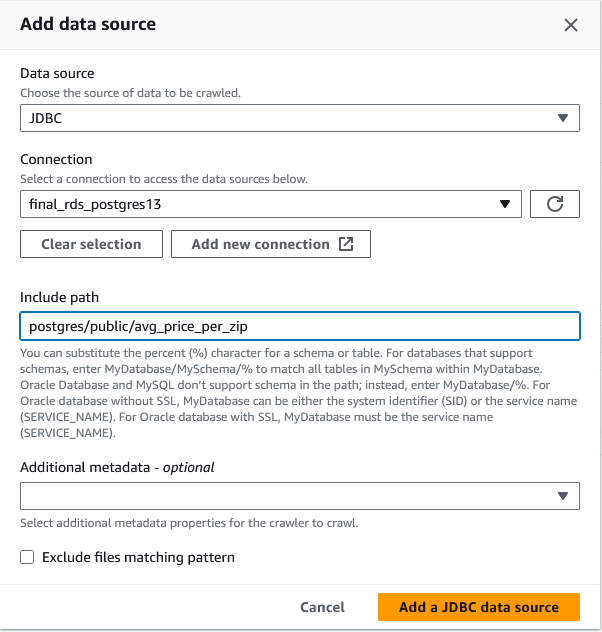 Add data source
Data source
Choose the source of data to be crawled.
JDBC
Connection
Select a connection to access the data sources below.
final_rds_postgres13
Clear selection
Add new connection
Include path
postgres/public/avg_price_per_zip
You can substitute the percent (%) character for a schema or table. For databases that support
schemas, enter MyDatabase/MySchema/% to match all tables in MySchema within MyDatabase.
Oracle Database and MySQL don’t support schema in the path; instead, enter MyDatabase/%. For
Oracle database without SSL, MyDatabase can be either the system identifier (SID) or the service name
(SERVICE_NAME). For Oracle database with SSL, MyDatabase must be the service name
(SERVICE_NAME).
Additional metadata - optional
Select additional metadata properties for the crawler to crawl.
Exclude files matching pattern
Cancel
Add a JDBC data source